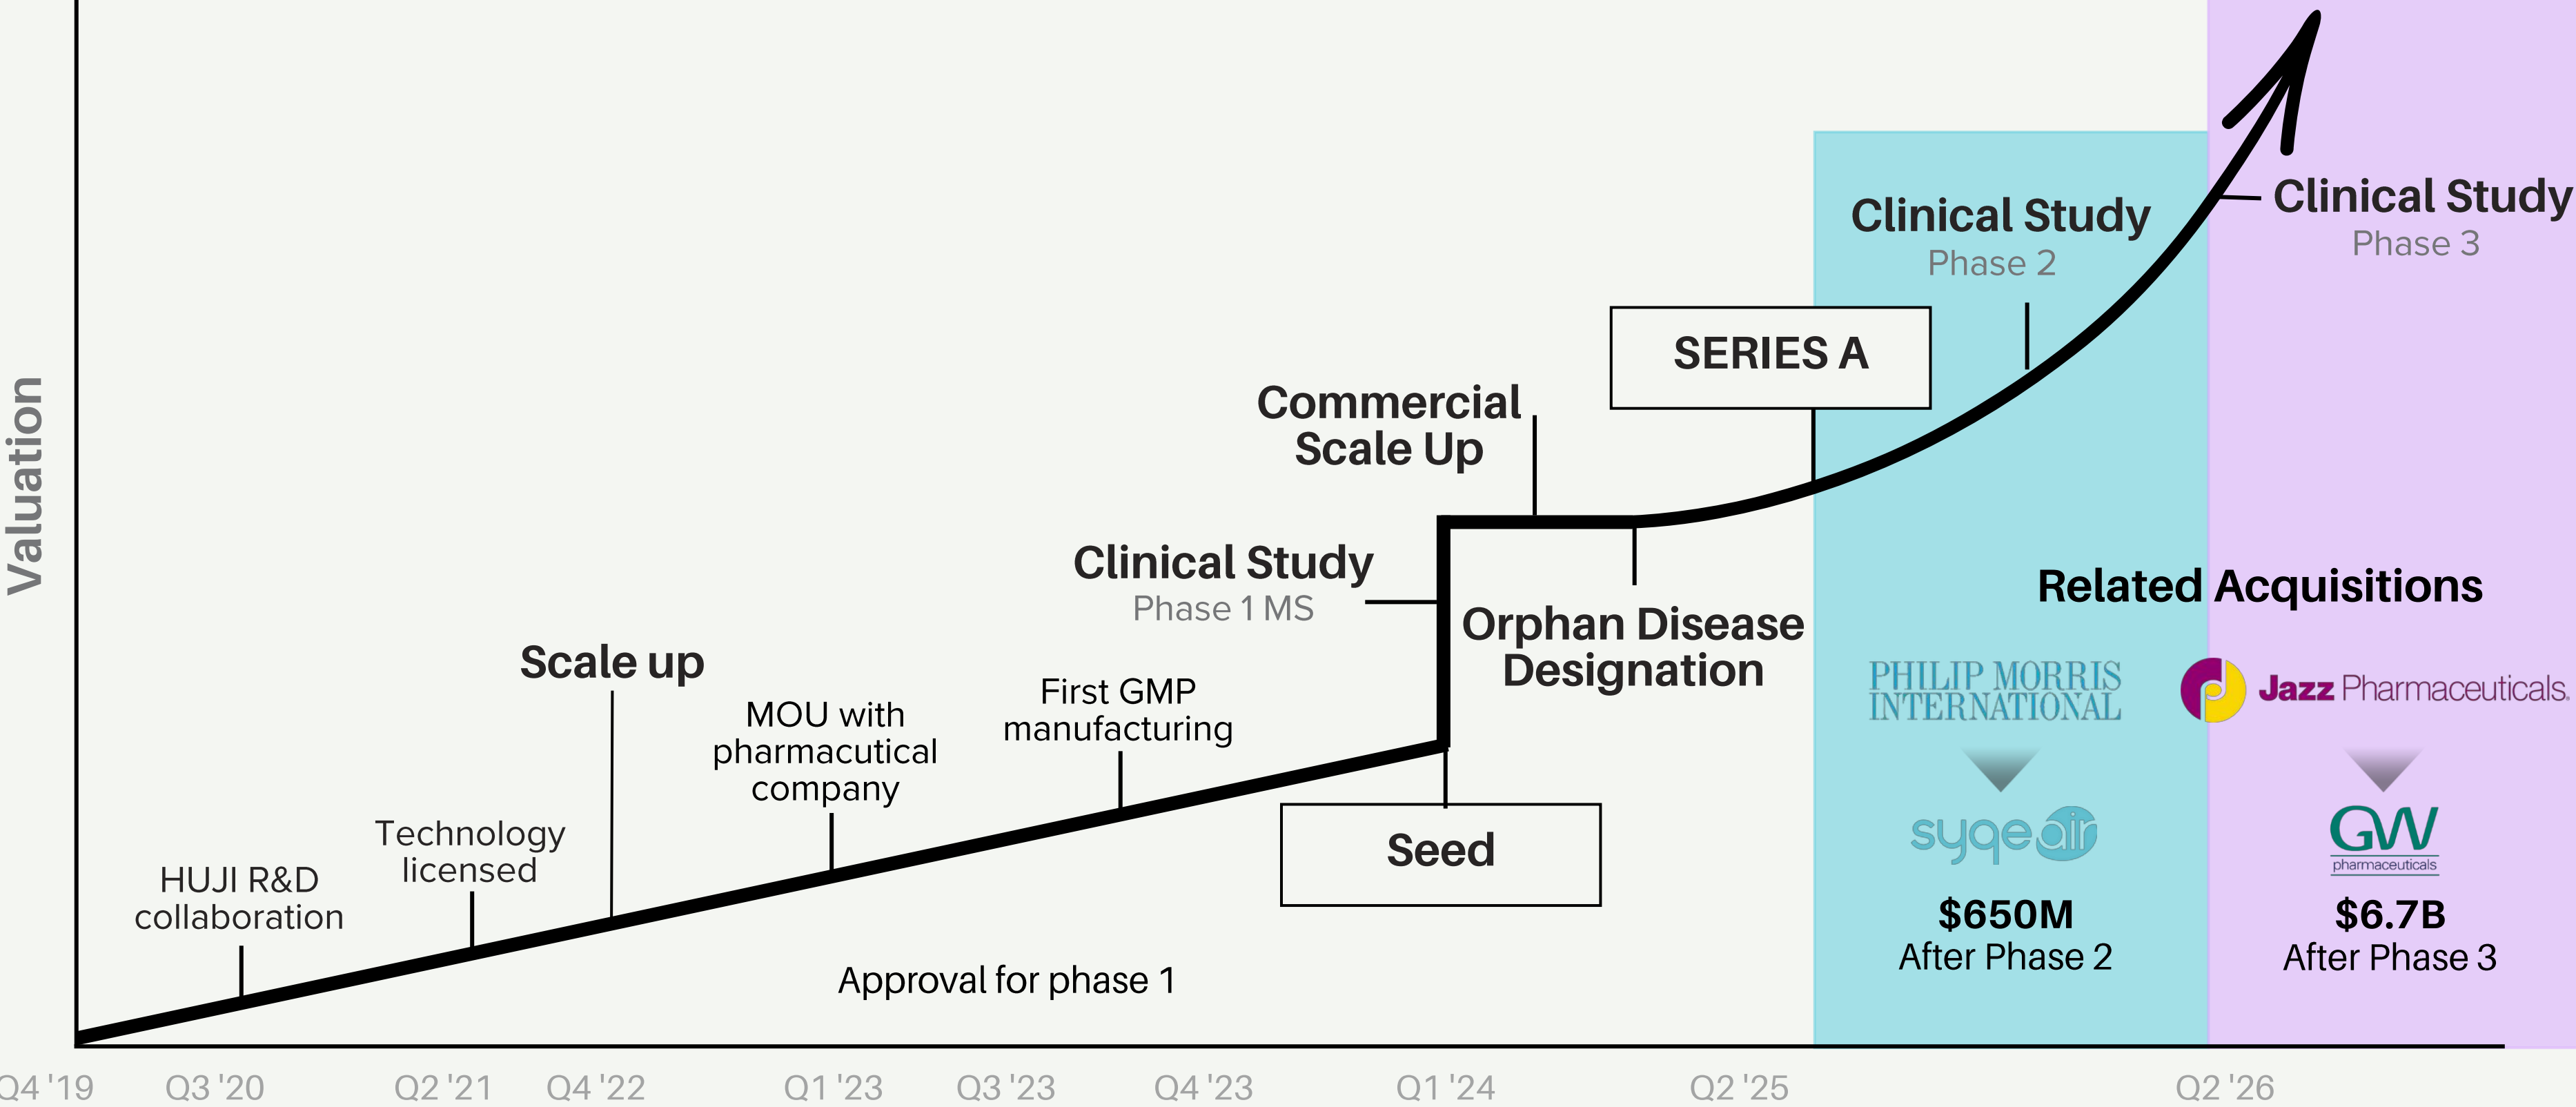 Valuation
Clinical Study
Phase 3
Clinical Study
Phase 2
SERIES A
Commercial
Scale Up
Clinical Study
Phase 1 MS
Orphan Disease
Designation
Scale up
MOU with
pharmacutical
company
First GMP
manufacturing
Technology
licensed
HUJI R&D
collaboration
Seed
Approval for phase 1
Related Acquisitions
PHILIP MORRIS
INTERNATIONAL
syqe air
$650M
After Phase 2
Jazz Pharmaceuticals.
GW
pharmaceuticals
$6.7B
After Phase 3
Q4 '19
Q3 '20
Q2 '21
Q4 '22
Q1 '23
Q3 '23
Q4 '23
Q1 '24
Q2 '25
Q2 '26